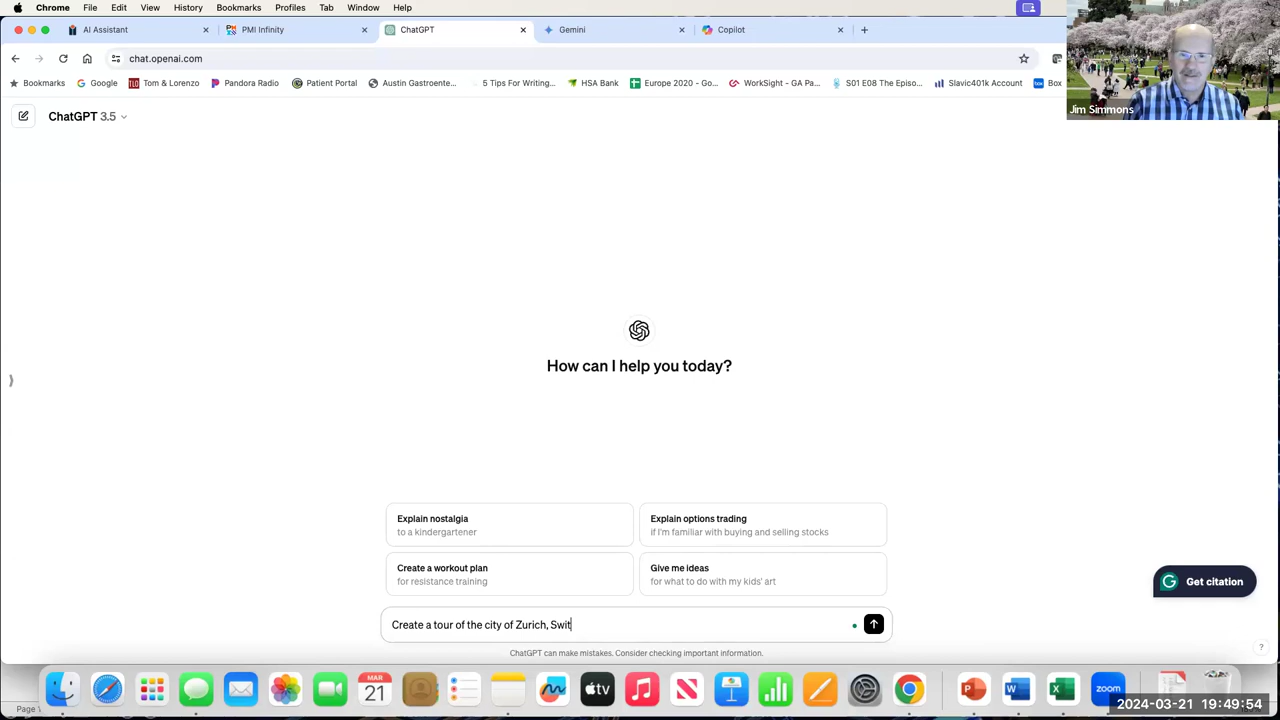 Chrome File Edit View History Bookmarks Profiles Tab Window Help
AI Assistant PMI Infinity ChatGPT Gemini Copilot
chat.openai.com
Bookmarks Google Tom & Lorenzo Pandora Radio Patient Portal Austin Gastroente... 5 Tips For Writing... HSA Bank Europe 2020 - Go... WorkSight - GA Pa... S01 E08 The Episo... Slavic401k Account Box
Jim Simmons
ChatGPT 3.5
How can I help you today?
Explain nostalgia
to a kindergartener
Explain options trading
if I'm familiar with buying and selling stocks
Create a workout plan
for resistance training
Give me ideas
for what to do with my kids' art
Get citation
Create a tour of the city of Zurich, Swit
ChatGPT can make mistakes. Consider checking important information.
?
MAR
21
tv
zoom
Page
2024-03-21 19:49:54